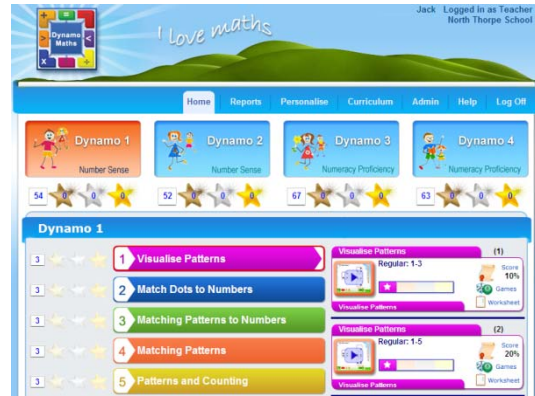 Jack Logged in as Teacher
North Thorpe School
Dynamo
Maths
I love maths
Home Reports Personalise Curriculum Admin Help Log Off
Dynamo 1 Dynamo 2 Dynamo 3 Dynamo 4
Number Sense Number Sense Numeracy Proficiency Numeracy Proficiency
54 0 0 0 52 0 0 0 67 0 0 0 63 0 0 0
Dynamo 1
3 1 Visualise Patterns
3 2 Match Dots to Numbers
3 3 Matching Patterns to Numbers
3 4 Matching Patterns
3 5 Patterns and Counting
Visualise Patterns (1)
Regular: 1-3
Score
10%
Games
Worksheet
Visualise Patterns
Visualise Patterns (2)
Regular: 1-5
Score
20%
Games
Worksheet
Visualise Patterns